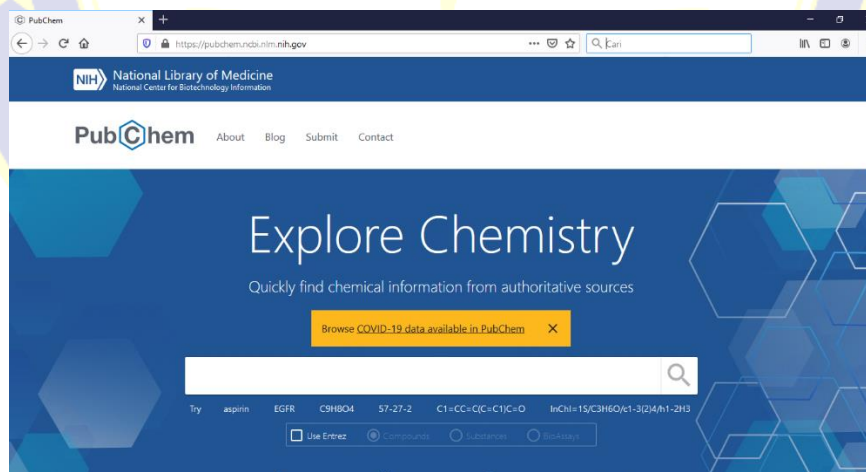 PubChem
https://pubchem.ncbi.nlm.nih.gov
Cari
NIH National Library of Medicine
National Center for Biotechnology Information
PubChem About Blog Submit Contact
Explore Chemistry
Quickly find chemical information from authoritative sources
Browse COVID-19 data available in PubChem
Try aspirin EGFR C9H8O4 57-27-2 C1=CC=C(C=C1)C=O InChI=1S/C3H6O/c1-3(2)4/h1-2H3
Use Entrez Compounds Substances BioAssays